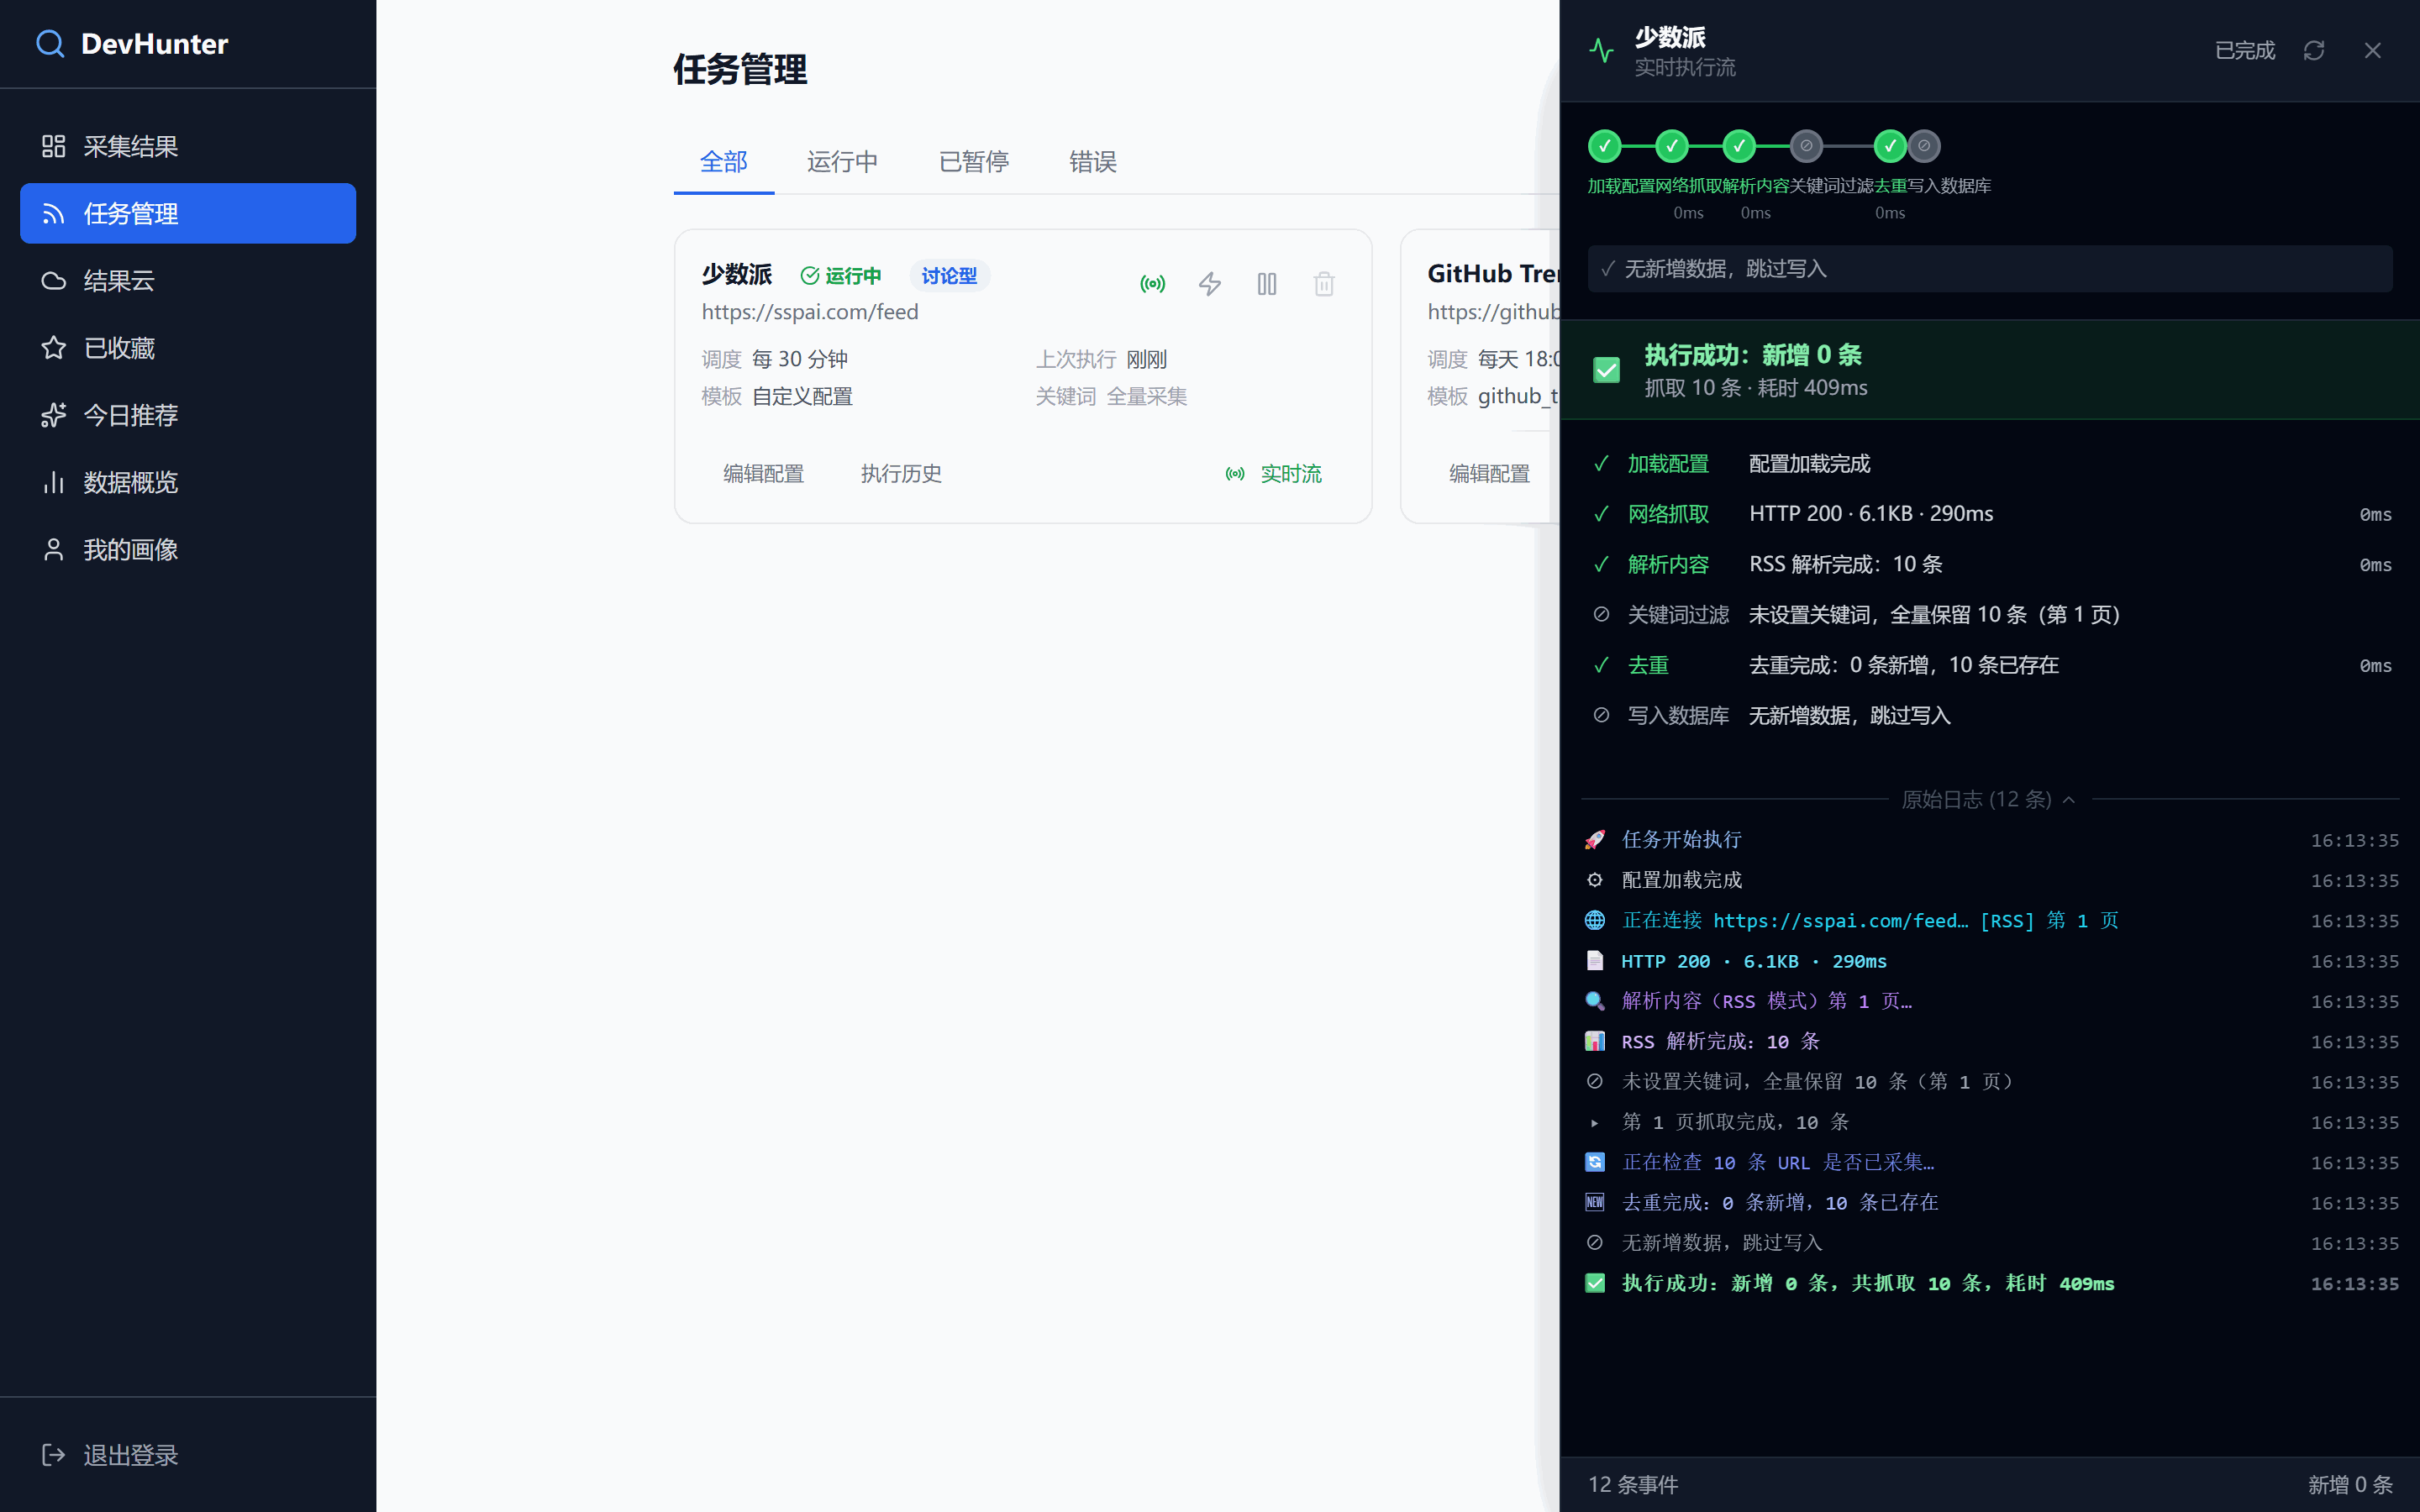 DevHunter
采集结果
任务管理
结果云
已收藏
今日推荐
数据概览
我的画像
退出登录
任务管理
全部 运行中 已暂停 错误
少数派 运行中 讨论型
https://sspai.com/feed
调度 每 30 分钟 上次执行 刚刚
模板 自定义配置 关键词 全量采集
编辑配置 执行历史 实时流
GitHub Tre
https://github
调度 每天 18:0
模板 github_t
编辑配置
少数派
实时执行流
已完成
加载配置 网络抓取 解析内容 关键词过滤 去重 写入数据库
0ms 0ms 0ms
✓ 无新增数据，跳过写入
执行成功：新增 0 条
抓取 10 条 · 耗时 409ms
✓ 加载配置 配置加载完成
✓ 网络抓取 HTTP 200 · 6.1KB · 290ms 0ms
✓ 解析内容 RSS 解析完成：10 条 0ms
⊘ 关键词过滤 未设置关键词，全量保留 10 条（第 1 页）
✓ 去重 去重完成：0 条新增，10 条已存在 0ms
⊘ 写入数据库 无新增数据，跳过写入
原始日志 (12 条)
🚀 任务开始执行 16:13:35
⚙ 配置加载完成 16:13:35
🌐 正在连接 https://sspai.com/feed… [RSS] 第 1 页 16:13:35
📄 HTTP 200 · 6.1KB · 290ms 16:13:35
🔍 解析内容（RSS 模式）第 1 页… 16:13:35
📊 RSS 解析完成：10 条 16:13:35
⊘ 未设置关键词，全量保留 10 条（第 1 页） 16:13:35
▸ 第 1 页抓取完成，10 条 16:13:35
🔄 正在检查 10 条 URL 是否已采集… 16:13:35
🆕 去重完成：0 条新增，10 条已存在 16:13:35
⊘ 无新增数据，跳过写入 16:13:35
✅ 执行成功：新增 0 条，共抓取 10 条，耗时 409ms 16:13:35
12 条事件 新增 0 条